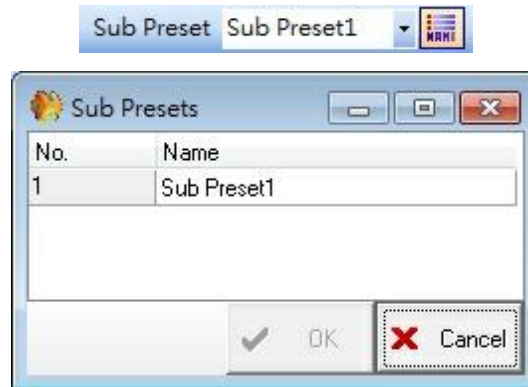 Sub Preset Sub Preset1 NAME
Sub Presets
No. Name
1 Sub Preset1
OK Cancel